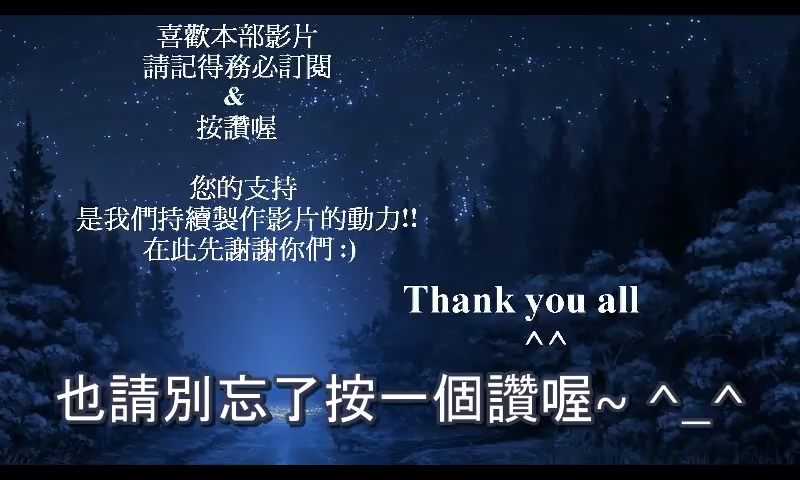 喜歡本部影片
請記得務必訂閱
&
按讚喔
您的支持
是我們持續製作影片的動力!!
在此先謝謝你們 :)
Thank you all
^^
也請別忘了按一個讚喔~ ^_^